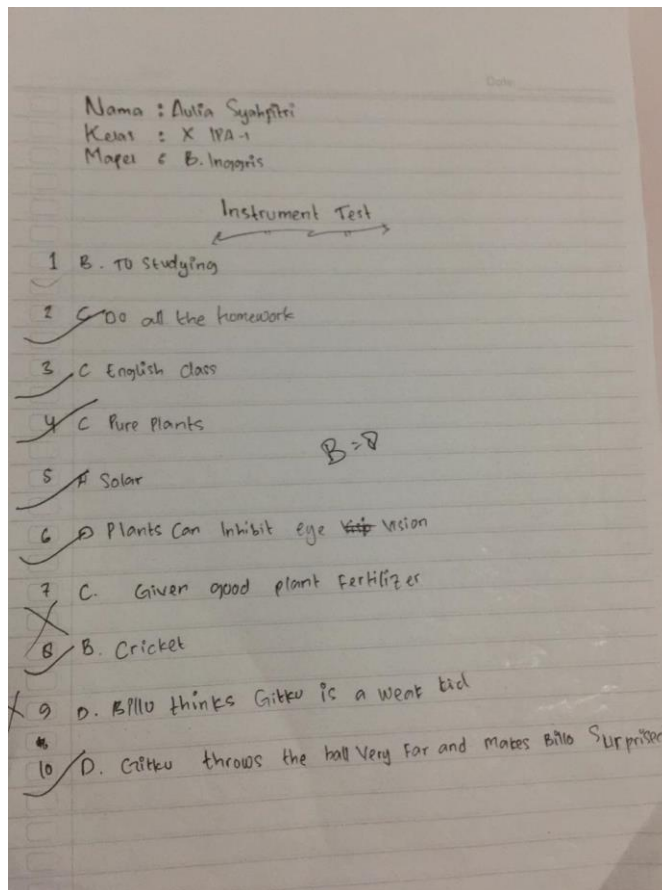 Date
Nama : Aulia Syahpitri
Kelas : X IPA-1
Mapel : B. Inggris
Instrument Test
1 B. To Studying
2 C Do all the homework
3 C English class
4 C Pure Plants
B=8
5 A Solar
6 D Plants Can Inhibit eye vision
7 C. Given good plant Fertilizer
8 B. Cricket
9 D. Billu thinks Gitku is a weak kid
10 D. Gitku throws the ball Very Far and makes Billo Surprised